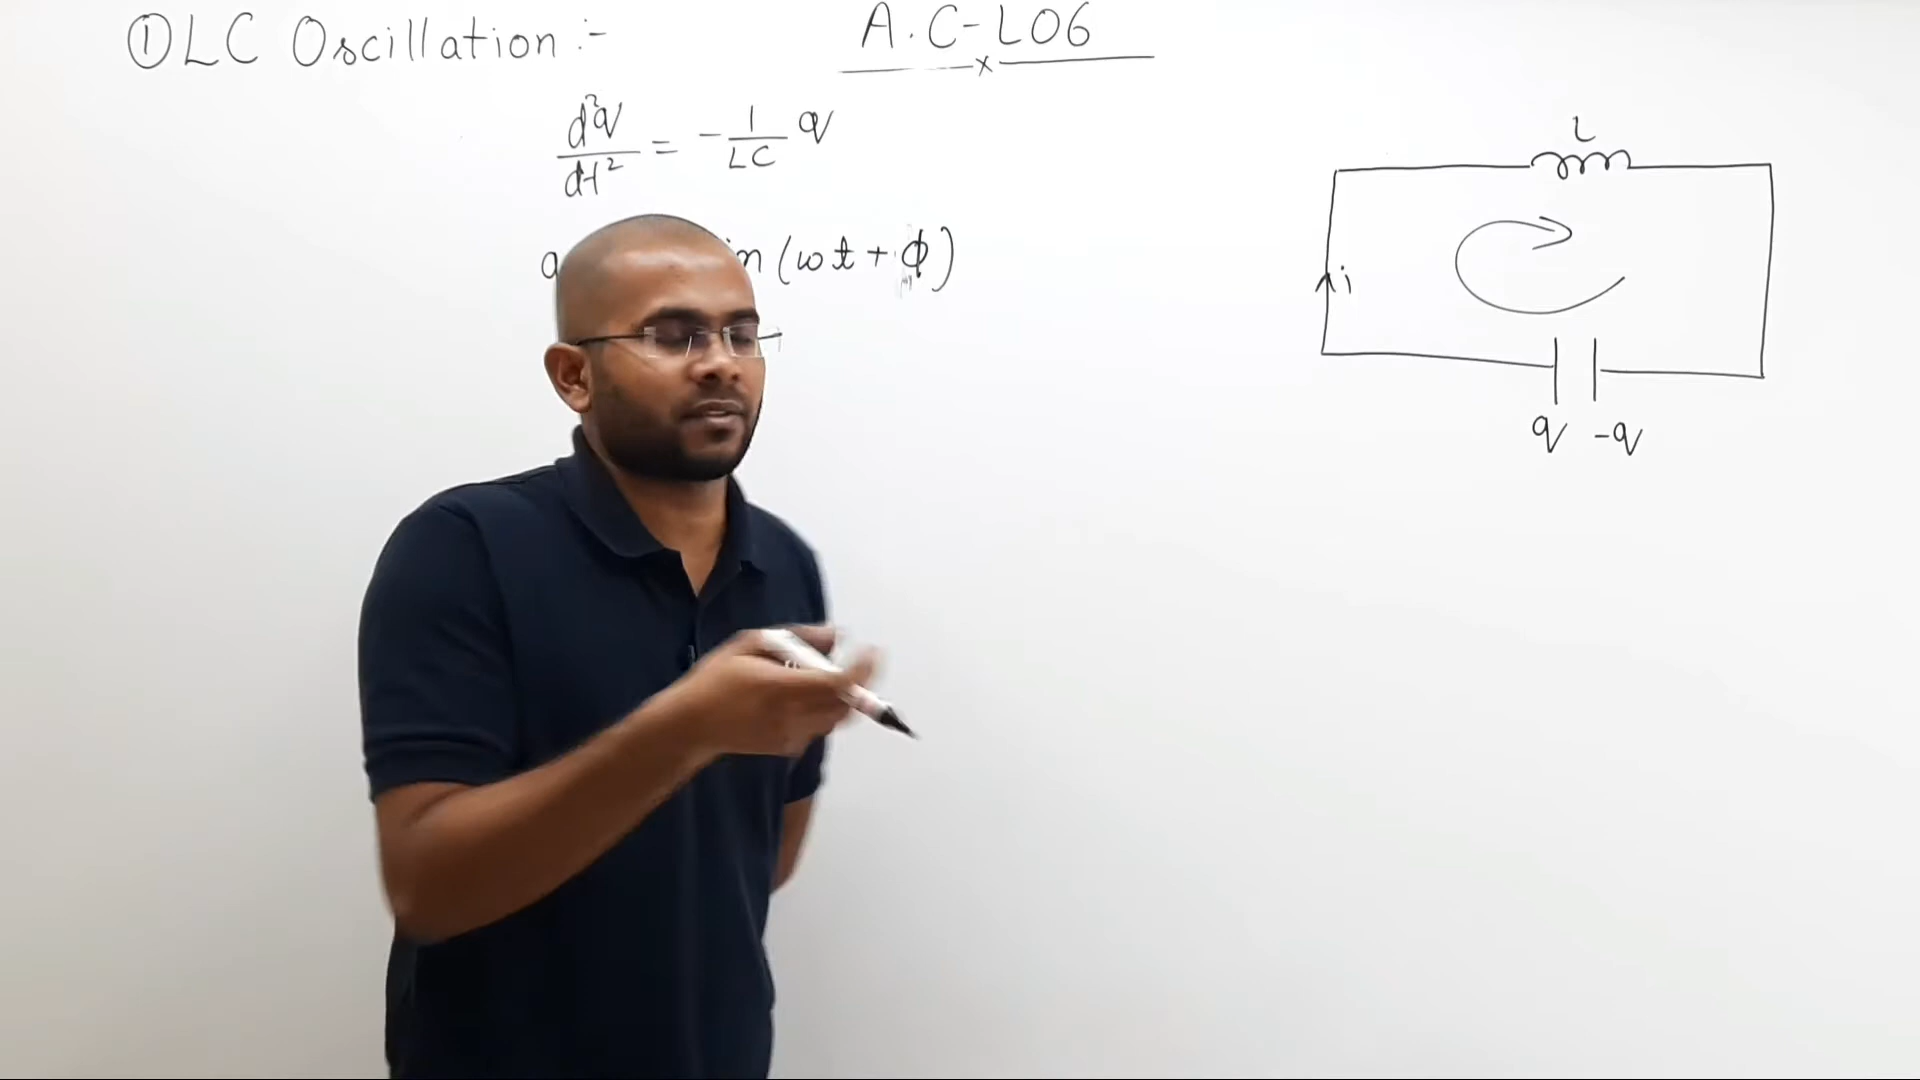 ① LC Oscillation :-
A.C-L06
d²q/dt² = -1/LC q
q in (ωt + ϕ)
L
i
q -q